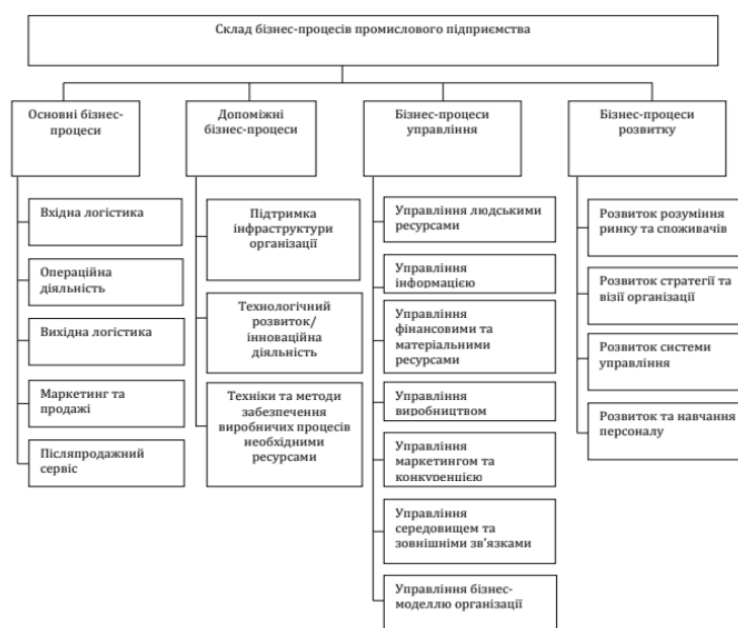 Склад бізнес-процесів промислового підприємства
Основні бізнес-
процеси
Вхідна логістика
Операційна
діяльність
Вихідна логістика
Маркетинг та
продажі
Післяпродажний
сервіс
Допоміжні
бізнес-процеси
Підтримка
інфраструктури
організації
Технологічний
розвиток/
інноваційна
діяльність
Техніки та методи
забезпечення
виробничих процесів
необхідними
ресурсами
Бізнес-процеси
управління
Управління людськими
ресурсами
Управління
інформацією
Управління
фінансовими та
матеріальними
ресурсами
Управління
виробництвом
Управління
маркетингом та
конкуренцією
Управління
середовищем та
зовнішніми зв'язками
Управління бізнес-
моделлю організації
Бізнес-процеси
розвитку
Розвиток розуміння
ринку та споживачів
Розвиток стратегії та
візії організації
Розвиток системи
управління
Розвиток та навчання
персоналу